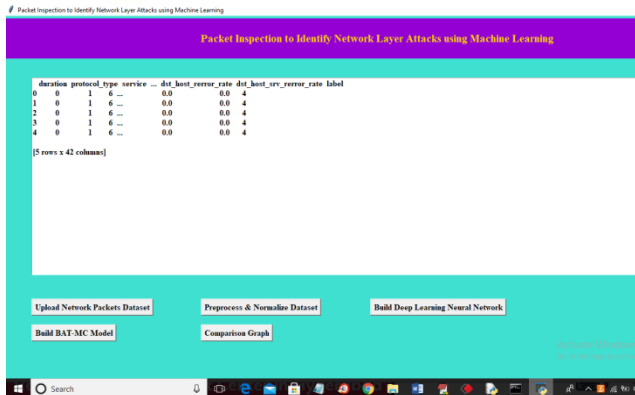 Packet Inspection to Identify Network Layer Attacks using Machine Learning
Packet Inspection to Identify Network Layer Attacks using Machine Learning
duration protocol_type service ... dst_host_rerror_rate dst_host_srv_rerror_rate label
0 0 1 6 ... 0.0 0.0 4
1 0 1 6 ... 0.0 0.0 4
2 0 1 6 ... 0.0 0.0 4
3 0 1 6 ... 0.0 0.0 4
4 0 1 6 ... 0.0 0.0 4
[5 rows x 42 columns]
Upload Network Packets Dataset Preprocess & Normalize Dataset Build Deep Learning Neural Network
Build BAT-MC Model Comparison Graph
Search